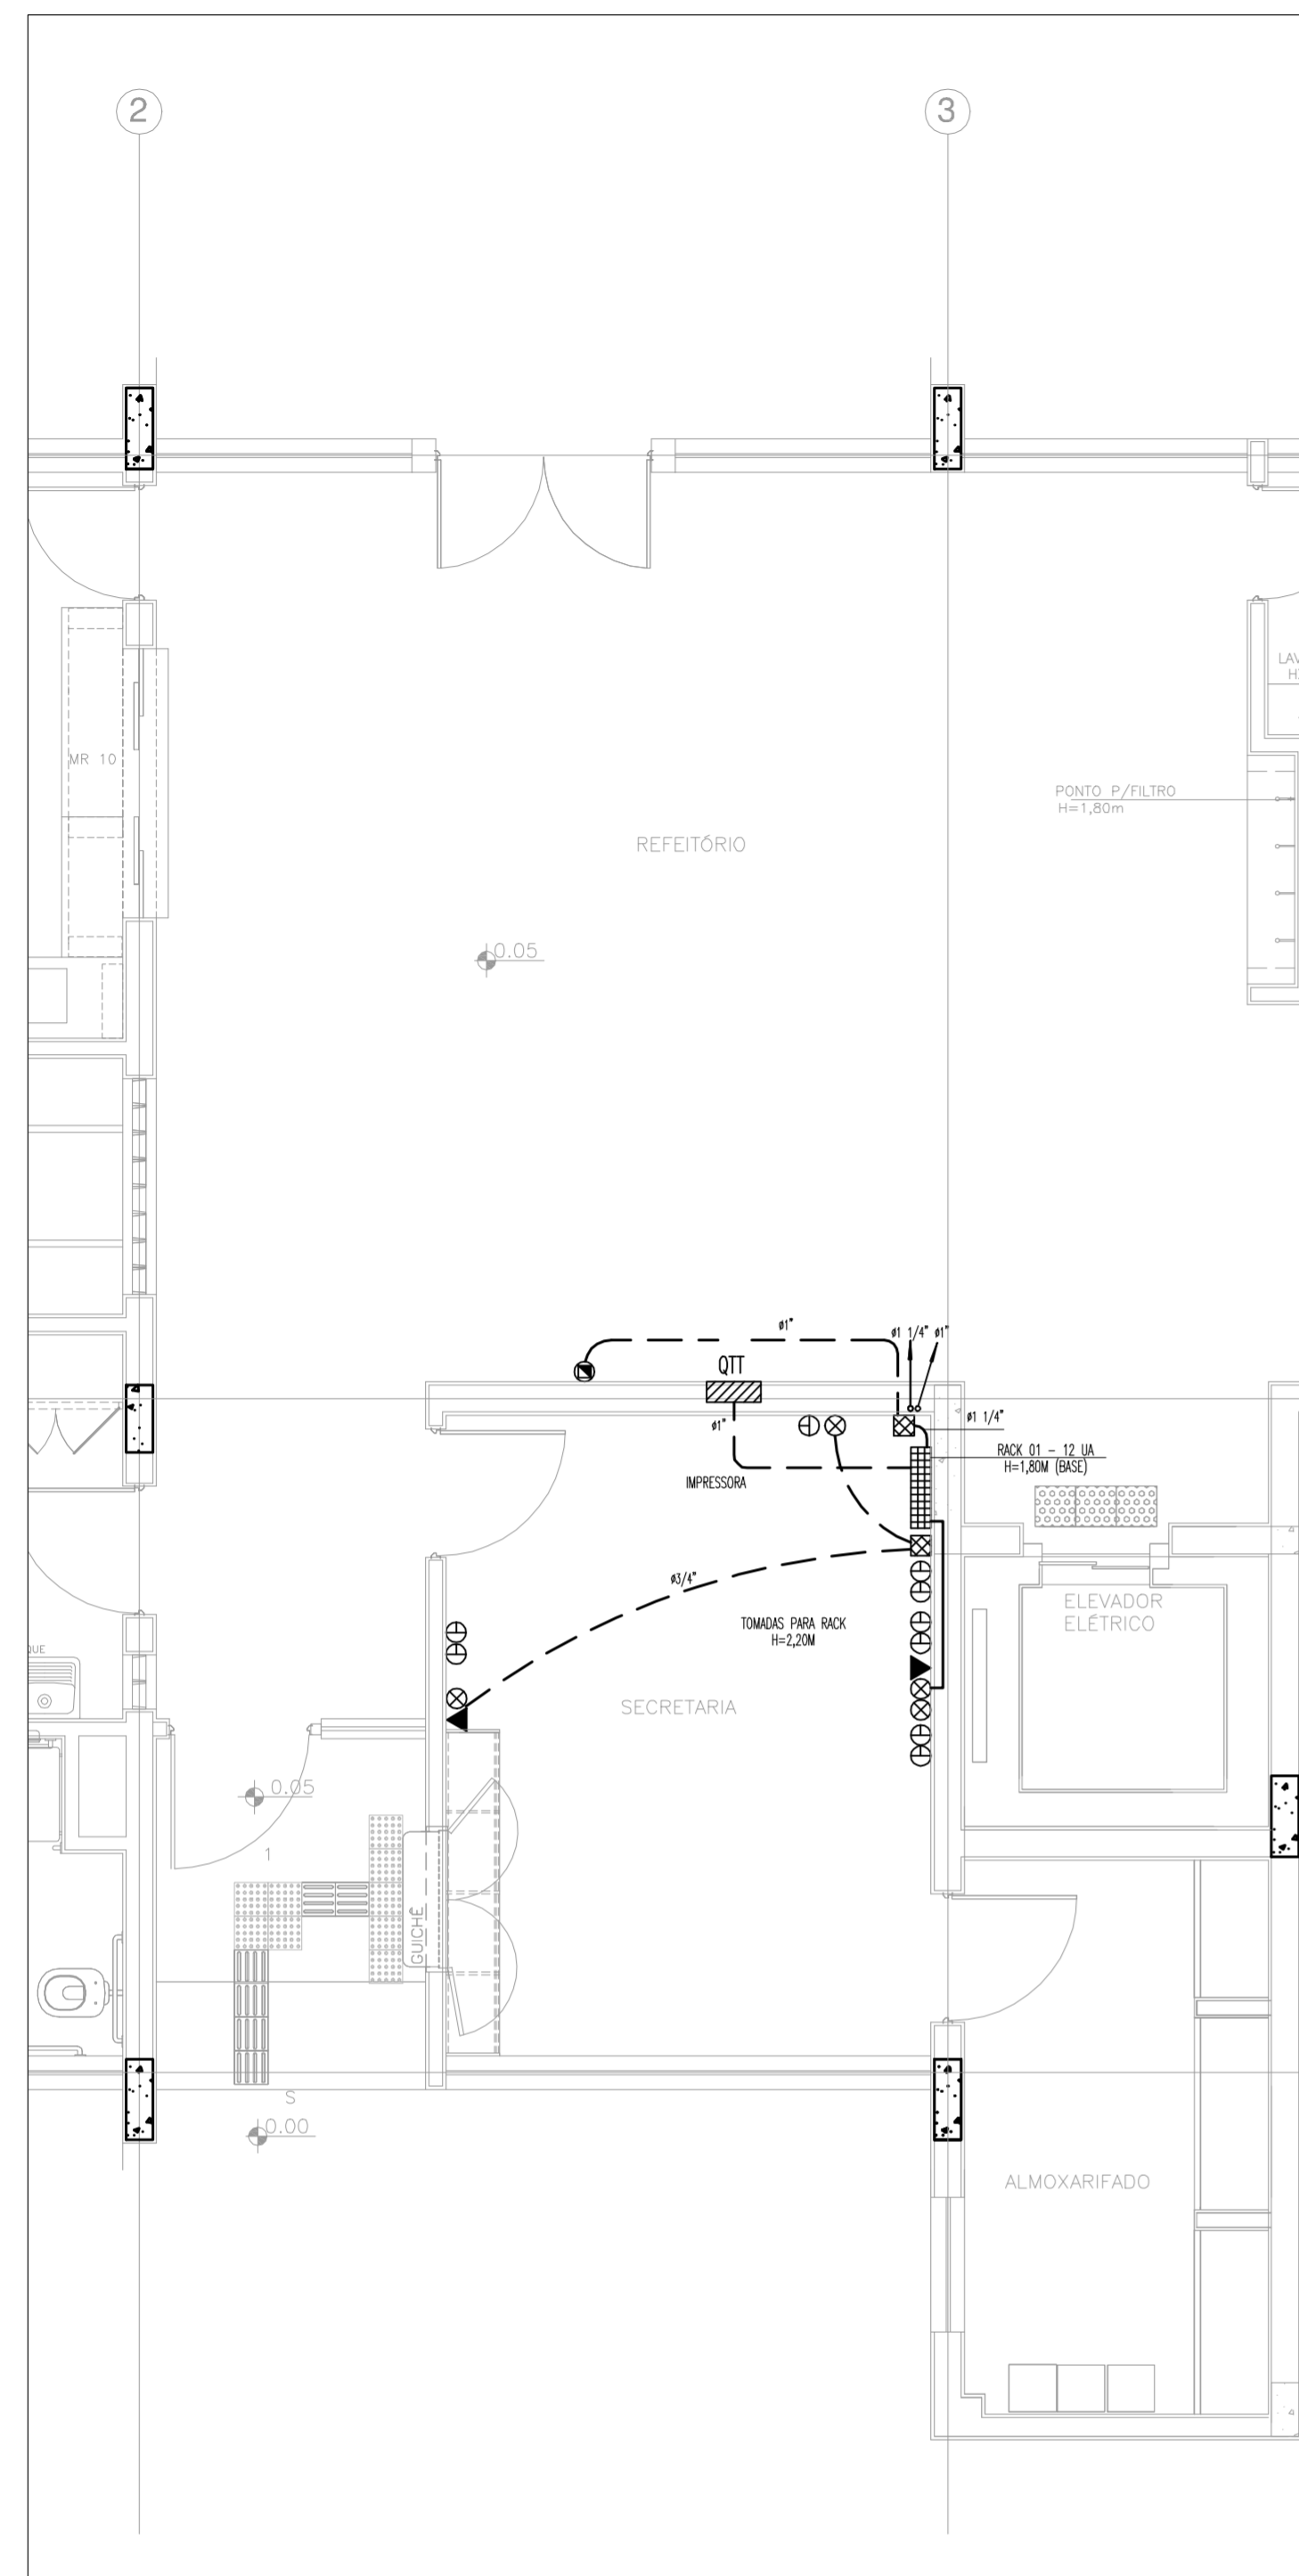 2
3
LAV
H
MR 10
PONTO P/FILTRO
H=1,80m
REFEITÓRIO
0.05
ø1"
ø1 1/4" ø1"
QTT
ø1"
ø1 1/4"
RACK 01 - 12 UA
H=1,80M (BASE)
IMPRESSORA
ø3/4"
ELEVADOR
ELÉTRICO
TOMADAS PARA RACK
H=2,20M
QUE
SECRETARIA
0.05
1
GUICHÊ
S
0.00
ALMOXARIFADO